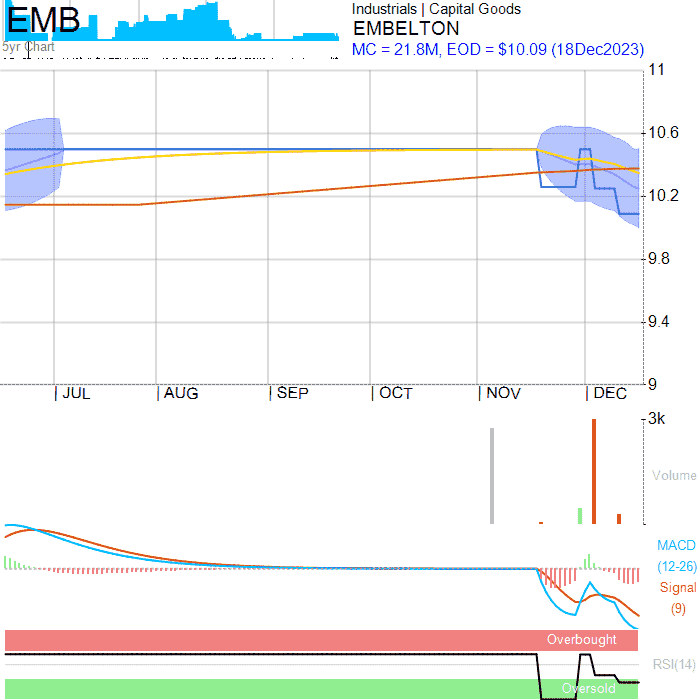 EMB
5yr Chart
Industrials | Capital Goods
EMBELTON
MC = 21.8M, EOD = $10.09 (18Dec2023)
11
10.6
10.2
9.8
9.4
9
| JUL | AUG | SEP | OCT | NOV | DEC
3k
Volume
MACD
(12-26)
Signal
(9)
Overbought
RSI(14)
Oversold